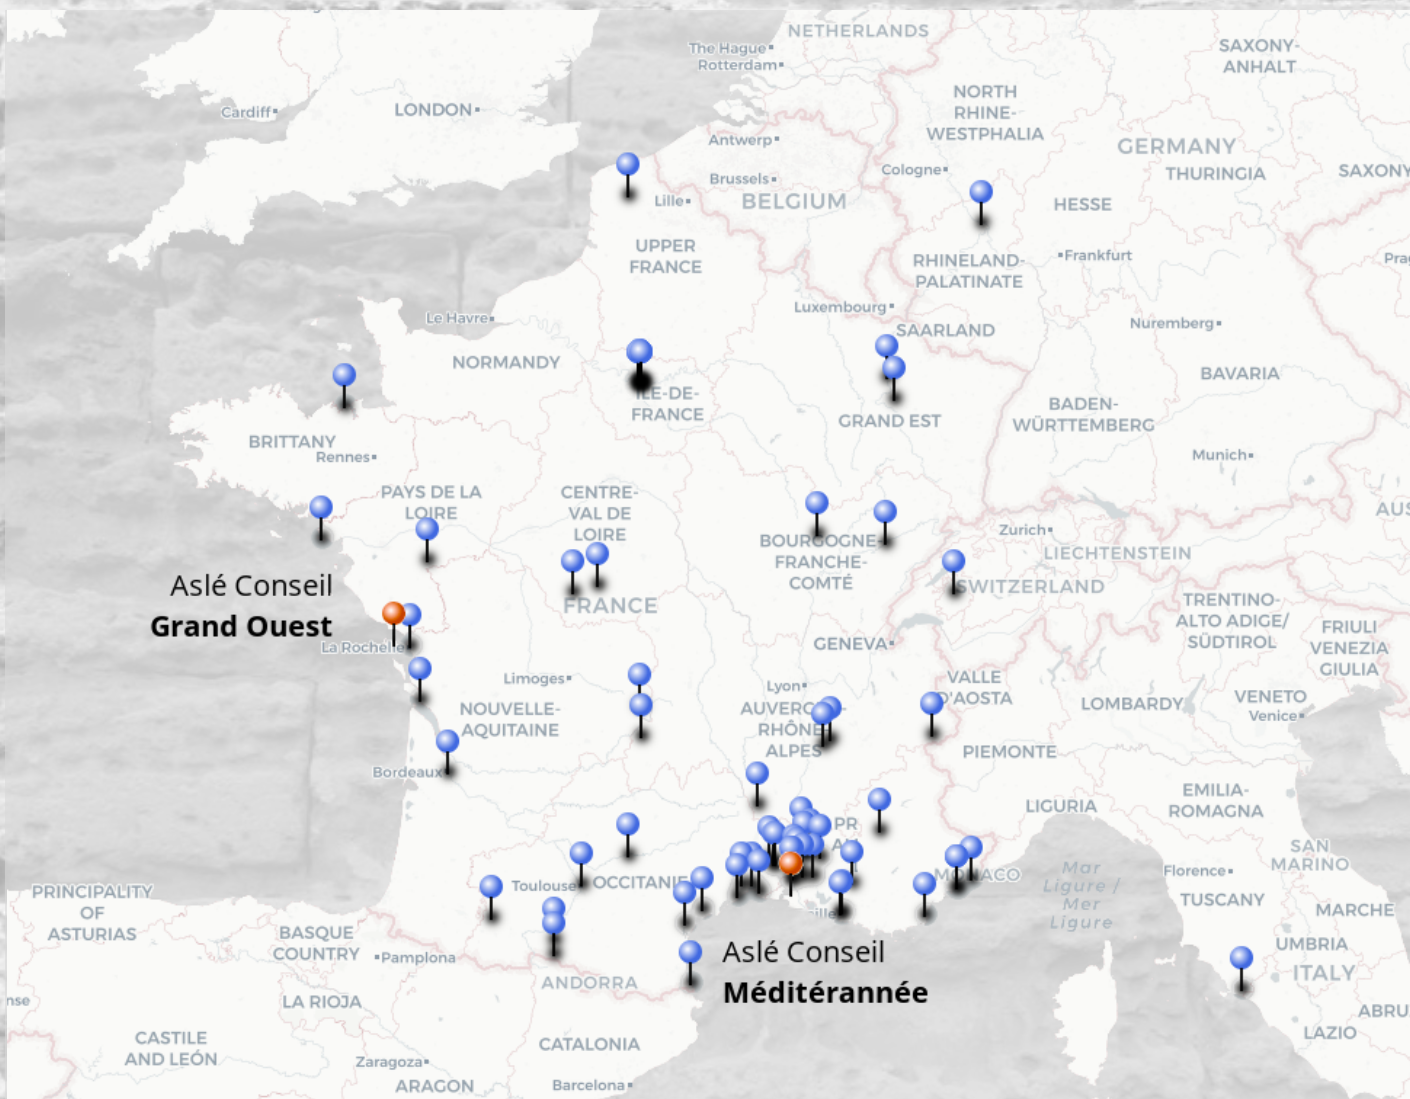 NETHERLANDS
The Hague
Rotterdam
SAXONY-
ANHALT
NORTH
RHINE-
WESTPHALIA
Cardiff
LONDON
Antwerp
GERMANY
Cologne
THURINGIA
SAXONY
Brussels
Lille
BELGIUM
HESSE
UPPER
FRANCE
RHINELAND-
PALATINATE
Frankfurt
Luxembourg
Le Havre
SAARLAND
Nuremberg
NORMANDY
BAVARIA
ILE-DE-
FRANCE
GRAND EST
BADEN-
WÜRTTEMBERG
BRITTANY
Rennes
Munich
PAYS DE LA
LOIRE
CENTRE-
VAL DE
LOIRE
BOURGOGNE-
FRANCHE-
COMTÉ
Zurich
LIECHTENSTEIN
SWITZERLAND
Aslé Conseil
Grand Ouest
FRANCE
La Rochelle
GENEVA
TRENTINO-
ALTO ADIGE/
SÜDTIROL
FRIULI
VENEZIA
GIULIA
Limoges
Lyon
VALLE
D'AOSTA
LOMBARDY
VENETO
Venice
NOUVELLE-
AQUITAINE
RHÔNE
ALPES
PIEMONTE
Bordeaux
LIGURIA
EMILIA-
ROMAGNA
PR
SAN
MARINO
Toulouse
OCCITANIE
MONACO
Mar
Ligure /
Mer
Ligure
Florence
TUSCANY
MARCHE
PRINCIPALITY
OF
ASTURIAS
BASQUE
COUNTRY
Pamplona
Aslé Conseil
Méditérannée
UMBRIA
ITALY
ANDORRA
LA RIOJA
ABRU
LAZIO
CASTILE
AND LEÓN
CATALONIA
Zaragoza
ARAGON
Barcelona